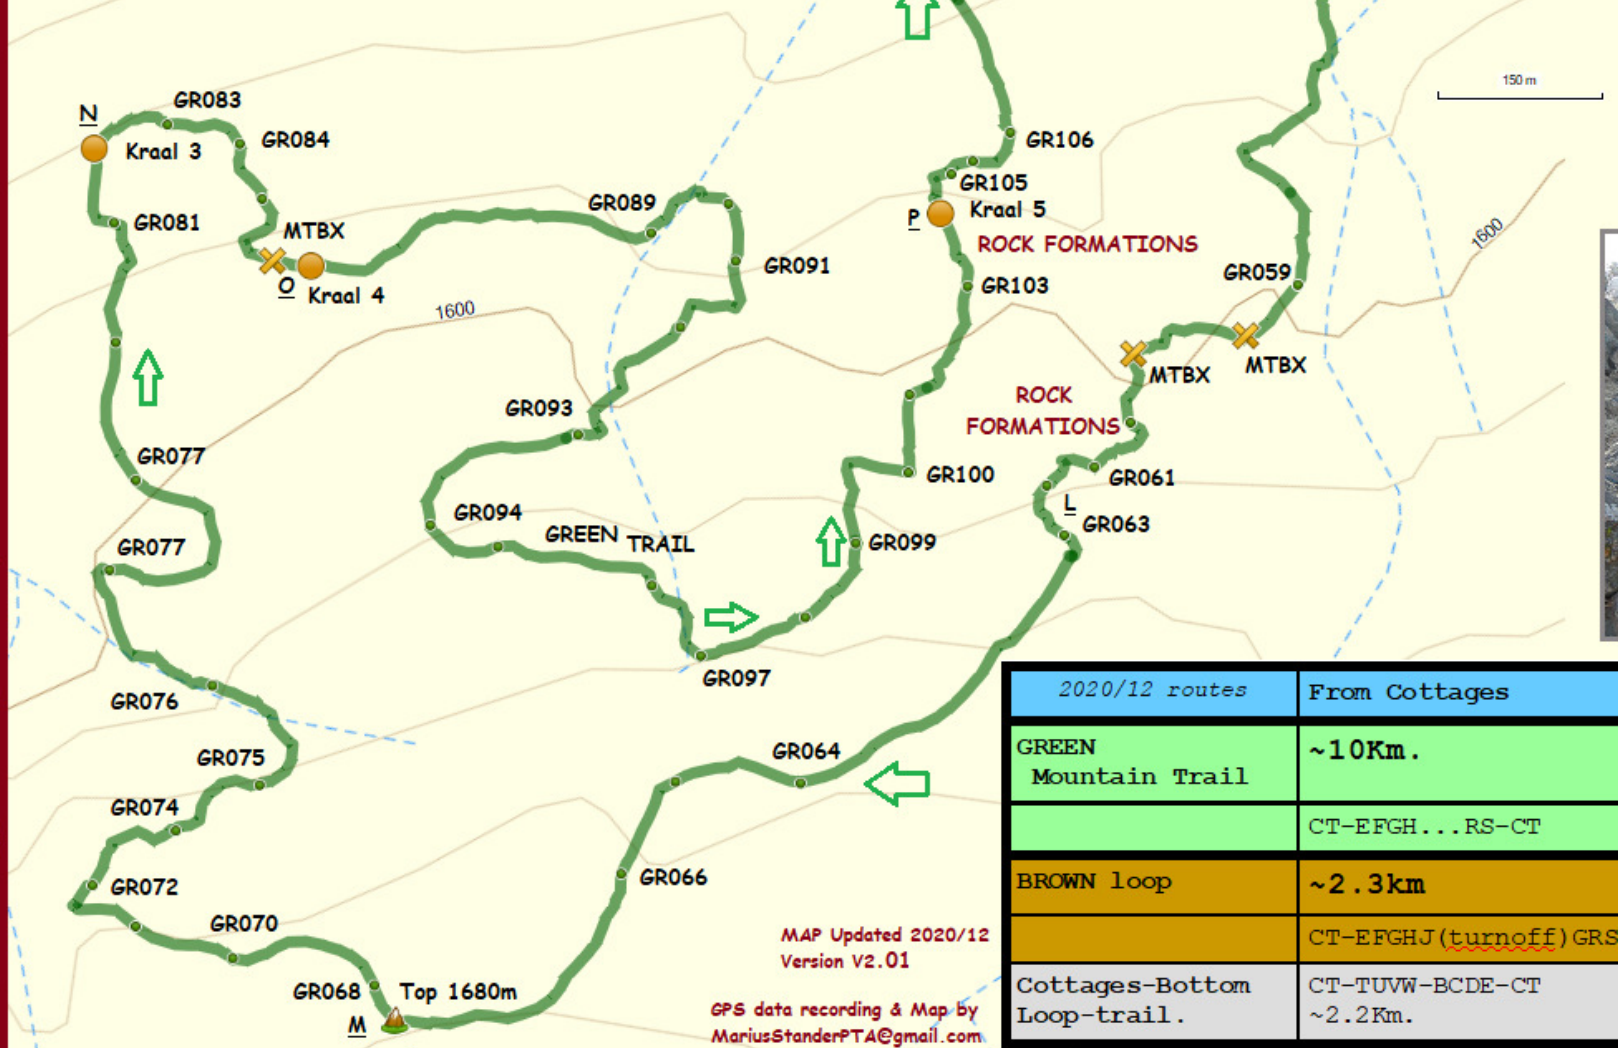 150 m
N
GR083
Kraal 3
GR084
GR106
GR105
GR081
MTBX
GR089
P
Kraal 5
ROCK FORMATIONS
1600
O
Kraal 4
GR091
GR103
GR059
1600
MTBX
MTBX
GR093
ROCK
FORMATIONS
GR077
GR100
GR061
L
GR094
GREEN TRAIL
GR063
GR077
GR099
GR097
GR076
GR075
GR064
GR074
GR072
GR066
GR070
GR068
Top 1680m
M
MAP Updated 2020/12
Version V2.01
GPS data recording & Map by
MariusStanderPTA@gmail.com
2020/12 routes From Cottages
GREEN ~10Km.
Mountain Trail
CT-EFGH...RS-CT
BROWN loop ~2.3km
CT-EFGHJ(turnoff)GRS
Cottages-Bottom CT-TUVW-BCDE-CT
Loop-trail. ~2.2Km.